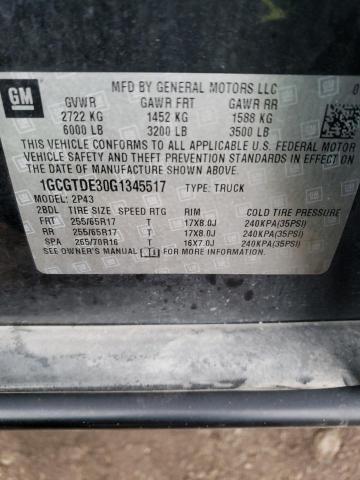 GM
MFD BY GENERAL MOTORS LLC 0
GVWR GAWR FRT GAWR RR
2722 KG 1452 KG 1588 KG
6000 LB 3200 LB 3500 LB
THIS VEHICLE CONFORMS TO ALL APPLICABLE U.S. FEDERAL MOTOR
VEHICLE SAFETY STANDARDS IN EFFECT ON
THE DATE OF MANUFACTURE SHOWN ABOVE.
1GCGTDE30G1345517 TYPE: TRUCK
MODEL: 2P43
2BDL TIRE SIZE SPEED RTG RIM COLD TIRE PRESSURE
FRT 255/65R17 T 17X8.0J 240KPA(35PSI)
RR 255/65R17 T 17X8.0J 240KPA(35PSI)
SPA 265/70R16 T 16X7.0J 240KPA(35PSI)
SEE OWNER'S MANUAL FOR MORE INFORMATION.